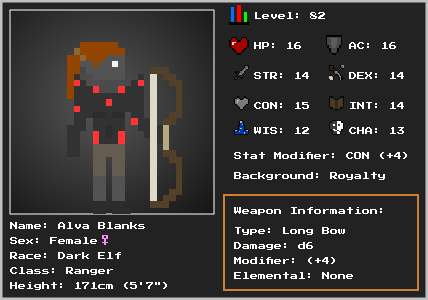 Level: 82
HP: 16 AC: 16
STR: 14 DEX: 14
CON: 15 INT: 14
WIS: 12 CHA: 13
Stat Modifier: CON (+4)
Background: Royalty
Weapon Information:
Type: Long Bow
Damage: d6
Modifier: (+4)
Elemental: None
Name: Alva Blanks
Sex: Female♀
Race: Dark Elf
Class: Ranger
Height: 171cm (5'7")